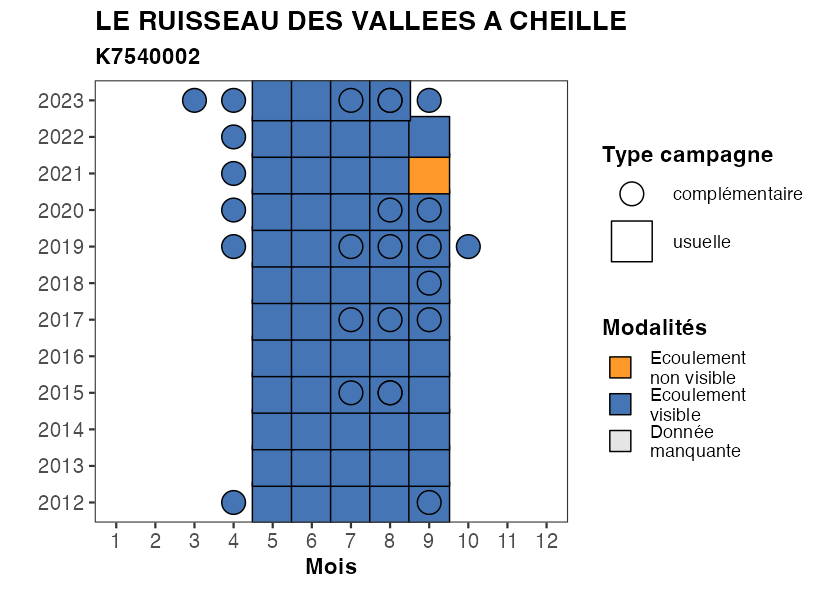 LE RUISSEAU DES VALLEES A CHEILLE
K7540002
2023
2022
2021
2020
2019
2018
2017
2016
2015
2014
2013
2012
1 2 3 4 5 6 7 8 9 10 11 12
Mois
Type campagne
complémentaire
usuelle
Modalités
Ecoulement
non visible
Ecoulement
visible
Donnée
manquante